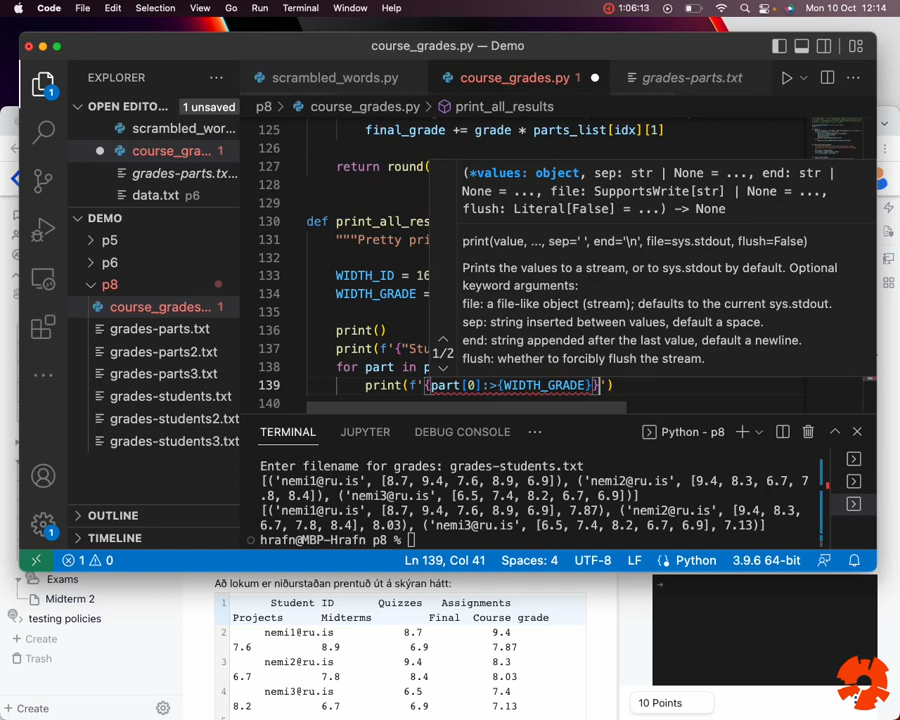 Code File Edit Selection View Go Run Terminal Window Help 1:06:13 Mon 10 Oct 12:14
course_grades.py — Demo
EXPLORER
scrambled_words.py course_grades.py 1 grades-parts.txt
p8 > course_grades.py > print_all_results
OPEN EDITO... 1 unsaved
scrambled_wor...
course_gra... 1
grades-parts.tx...
data.txt p6
DEMO
p5
p6
p8
course_grades... 1
grades-parts.txt
grades-parts2.txt
grades-parts3.txt
grades-students.txt
grades-students2.txt
grades-students3.txt
OUTLINE
TIMELINE
125 final_grade += grade * parts_list[idx][1]
126
127 return round(
128
129
130 def print_all_res
131 """Pretty pri
132
133 WIDTH_ID = 16
134 WIDTH_GRADE =
135
136 print()
137 print(f'{"Stu
138 for part in p
139 print(f'{part[0]:>{WIDTH_GRADE}}')
140
(*values: object, sep: str | None = ..., end: str |
None = ..., file: SupportsWrite[str] | None = ...,
flush: Literal[False] = ...) -> None
print(value, ..., sep=' ', end='\n', file=sys.stdout, flush=False)
Prints the values to a stream, or to sys.stdout by default. Optional
keyword arguments:
file: a file-like object (stream); defaults to the current sys.stdout.
sep: string inserted between values, default a space.
end: string appended after the last value, default a newline.
flush: whether to forcibly flush the stream.
1/2
TERMINAL JUPYTER DEBUG CONSOLE Python - p8
Enter filename for grades: grades-students.txt
[('nemi1@ru.is', [8.7, 9.4, 7.6, 8.9, 6.9]), ('nemi2@ru.is', [9.4, 8.3, 6.7, 7
.8, 8.4]), ('nemi3@ru.is', [6.5, 7.4, 8.2, 6.7, 6.9])]
[('nemi1@ru.is', [8.7, 9.4, 7.6, 8.9, 6.9], 7.87), ('nemi2@ru.is', [9.4, 8.3,
6.7, 7.8, 8.4], 8.03), ('nemi3@ru.is', [6.5, 7.4, 8.2, 6.7, 6.9], 7.13)]
hrafn@MBP-Hrafn p8 %
1 0 Ln 139, Col 41 Spaces: 4 UTF-8 LF Python 3.9.6 64-bit
Exams
Midterm 2
testing policies
Create
Trash
Create
Að lokum er niðurstaðan prentuð út á skýran hátt:
1 Student ID Quizzes Assignments
Projects Midterms Final Course grade
2 nemi1@ru.is 8.7 9.4
7.6 8.9 6.9 7.87
3 nemi2@ru.is 9.4 8.3
6.7 7.8 8.4 8.03
4 nemi3@ru.is 6.5 7.4
8.2 6.7 6.9 7.13
10 Points